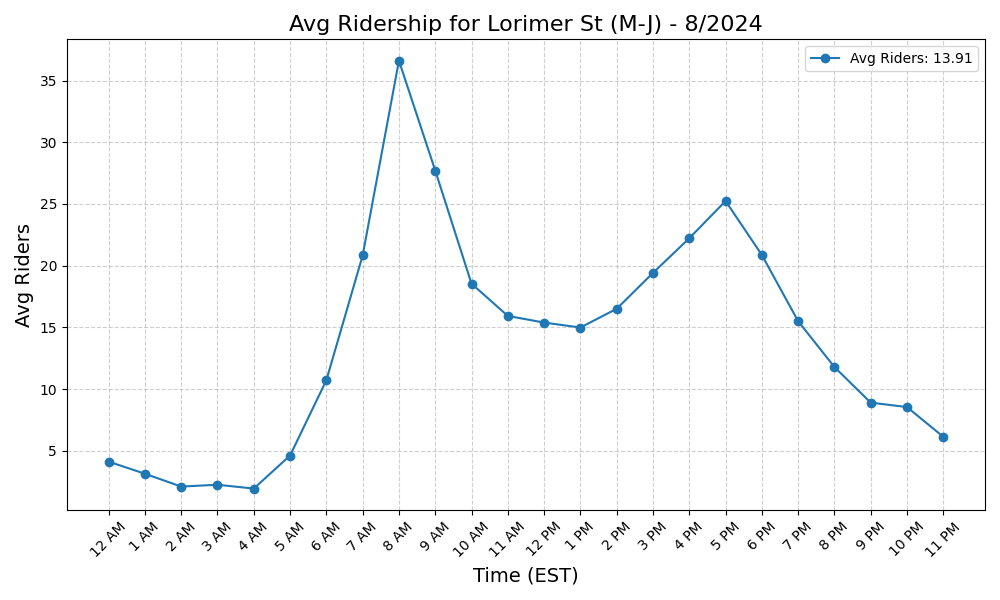 Avg Ridership for Lorimer St (M-J) - 8/2024
Avg Riders: 13.91
Avg Riders
35
30
25
20
15
10
5
12 AM
1 AM
2 AM
3 AM
4 AM
5 AM
6 AM
7 AM
8 AM
9 AM
10 AM
11 AM
12 PM
1 PM
2 PM
3 PM
4 PM
5 PM
6 PM
7 PM
8 PM
9 PM
10 PM
11 PM
Time (EST)